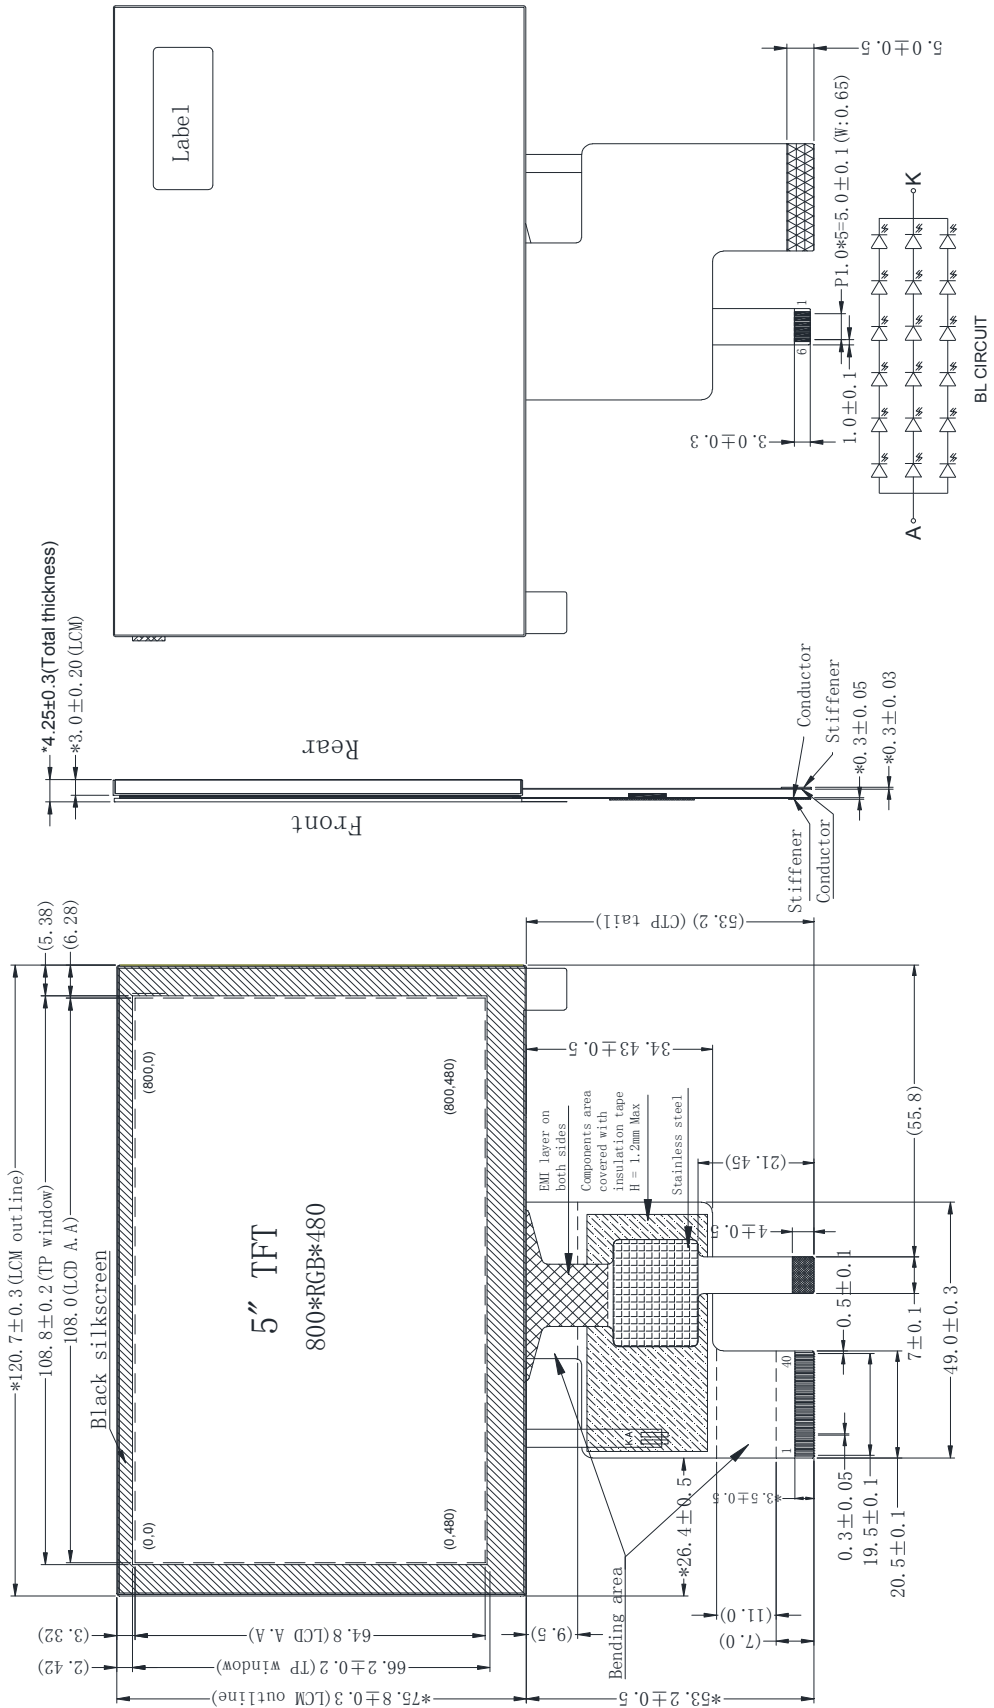 *120.7±0.3(LCM outline)
108.8±0.2(TP window)
108.0(LCD A.A)
(5.38)
(6.28)
Black silkscreen
(0,0)
(800,0)
(0,480)
(800,480)
5″ TFT
800*RGB*480
(3.32)
(2.42)
64.8(LCD A.A)
66.2±0.2(TP window)
*75.8±0.3(LCM outline)
(9.5)
*53.2±0.5
(53.2)(CTP tail)
34.43±0.5
(21.45)
4±0.5
EMI layer on
both sides
Components area
covered with
insulation tape
H = 1.2mm Max
Stainless steel
KA
Bending area
*26.4±0.5
(11.0)
(7.0)
*3.5±0.5
1
40
(55.8)
7±0.1
0.5±0.1
49.0±0.3
0.3±0.05
19.5±0.1
20.5±0.1
*4.25±0.3(Total thickness)
*3.0±0.20(LCM)
Front
Rear
Conductor
Stiffener
Stiffener
Conductor
*0.3±0.05
*0.3±0.03
Label
5.0±0.5
3.0±0.3
6
1
P1.0*5=5.0±0.1(W:0.65)
1.0±0.1
A
K
BL CIRCUIT